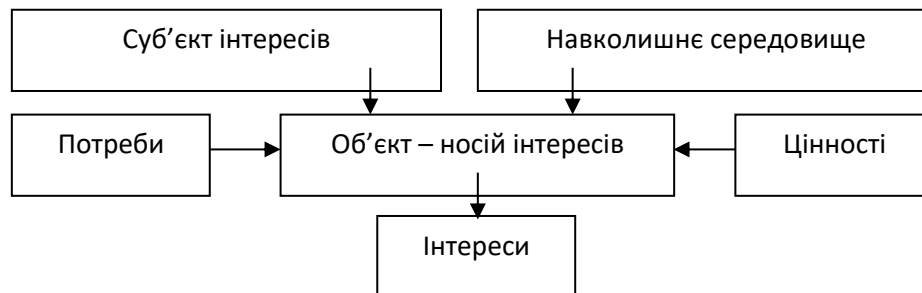 Суб’єкт інтересів
Навколишнє середовище
Потреби
Об’єкт – носій інтересів
Цінності
Інтереси